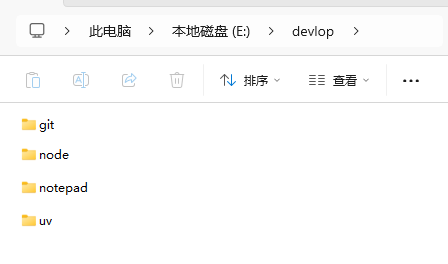 此电脑 本地磁盘 (E:) devlop
排序 查看
git
node
notepad
uv